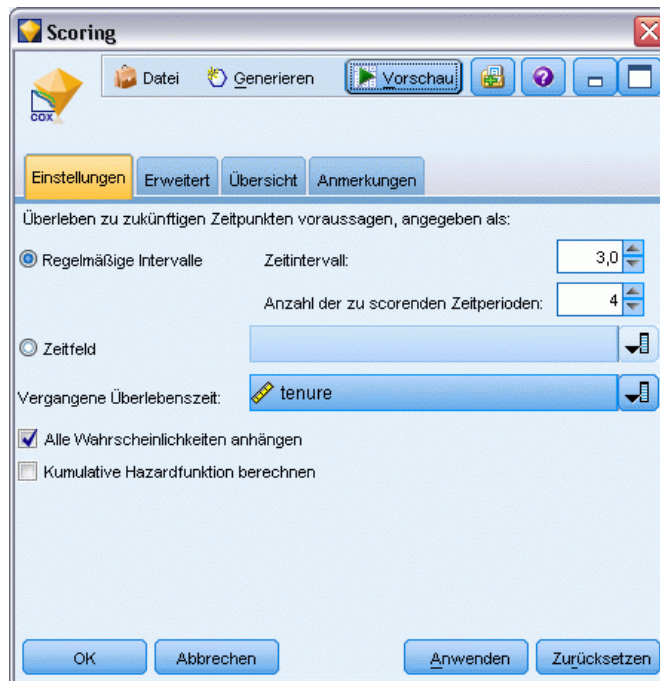 Scoring
Datei Generieren Vorschau
COX
Einstellungen Erweitert Übersicht Anmerkungen
Überleben zu zukünftigen Zeitpunkten voraussagen, angegeben als:
Regelmäßige Intervalle Zeitintervall: 3,0
Anzahl der zu scorenden Zeitperioden: 4
Zeitfeld
Vergangene Überlebenszeit: tenure
Alle Wahrscheinlichkeiten anhängen
Kumulative Hazardfunktion berechnen
OK Abbrechen Anwenden Zurücksetzen